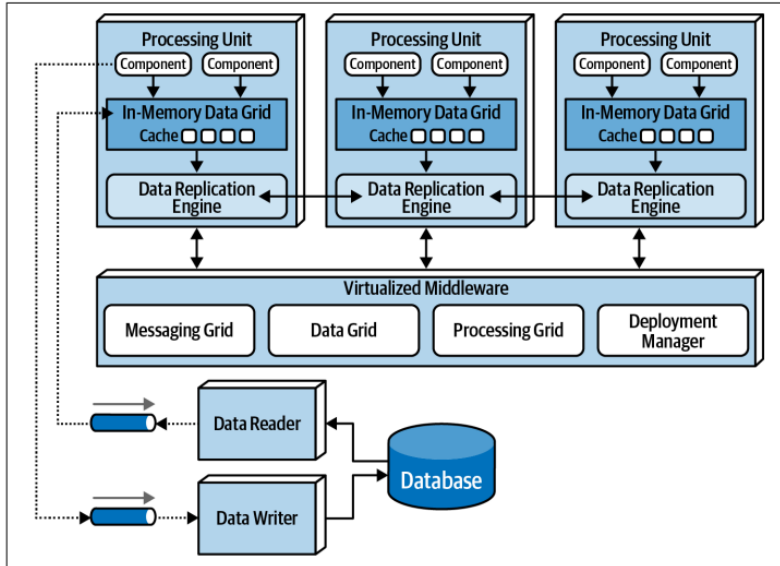 Processing Unit
Component
Component
In-Memory Data Grid
Cache
Data Replication
Engine
Processing Unit
Component
Component
In-Memory Data Grid
Cache
Data Replication
Engine
Processing Unit
Component
Component
In-Memory Data Grid
Cache
Data Replication
Engine
Virtualized Middleware
Messaging Grid
Data Grid
Processing Grid
Deployment
Manager
Data Reader
Database
Data Writer